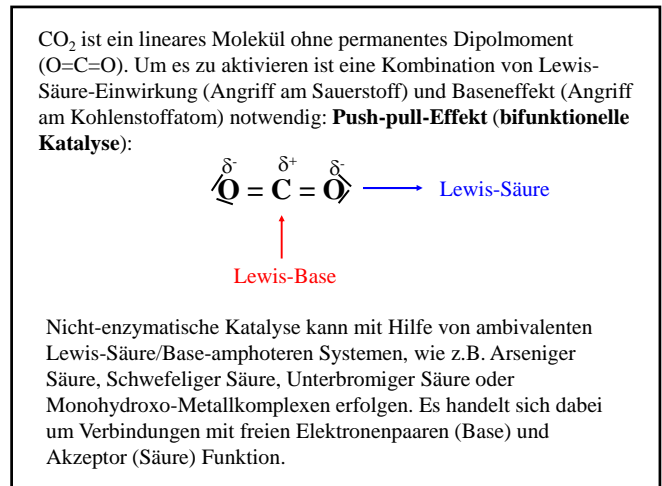 CO₂ ist ein lineares Molekül ohne permanentes Dipolmoment
(O=C=O). Um es zu aktivieren ist eine Kombination von Lewis-
Säure-Einwirkung (Angriff am Sauerstoff) und Baseneffekt (Angriff
am Kohlenstoffatom) notwendig: Push-pull-Effekt (bifunktionelle
Katalyse):
δ⁻ δ⁺ δ⁻
O = C = O Lewis-Säure
Lewis-Base
Nicht-enzymatische Katalyse kann mit Hilfe von ambivalenten
Lewis-Säure/Base-amphoteren Systemen, wie z.B. Arseniger
Säure, Schwefeliger Säure, Unterbromiger Säure oder
Monohydroxo-Metallkomplexen erfolgen. Es handelt sich dabei
um Verbindungen mit freien Elektronenpaaren (Base) und
Akzeptor (Säure) Funktion.